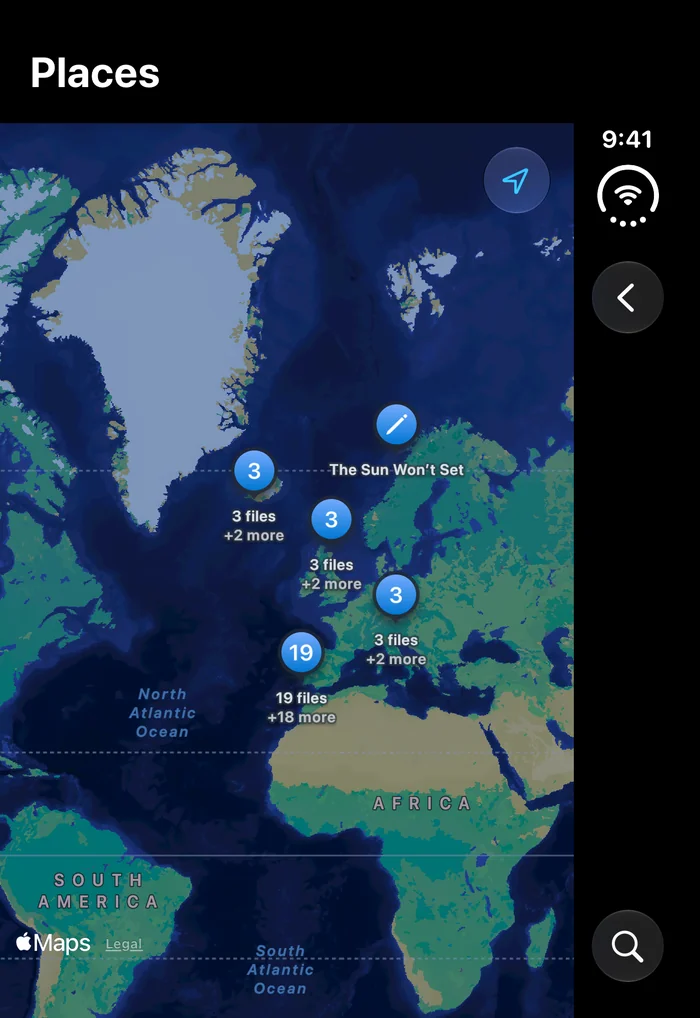 Places
9:41
The Sun Won’t Set
3
3 files
+2 more
3
3 files
+2 more
3
3 files
+2 more
19
19 files
+18 more
North
Atlantic
Ocean
AFRICA
SOUTH
AMERICA
Maps Legal
South
Atlantic
Ocean